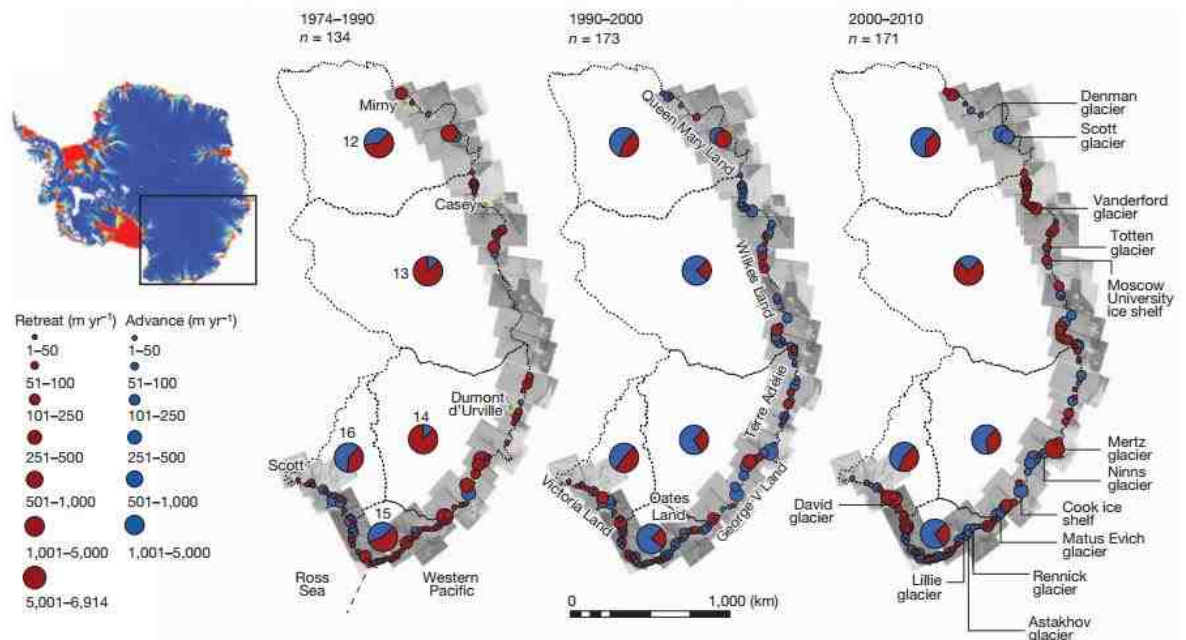 1974–1990
n = 134
1990–2000
n = 173
2000–2010
n = 171
Mirny
12
Casey
13
Dumont
d'Urville
14
16
Scott
15
Ross
Sea
Western
Pacific
Queen Mary Land
Wilkes Land
Terre Adélie
George V Land
Oates
Land
Victoria Land
0 1,000 (km)
Denman
glacier
Scott
glacier
Vanderford
glacier
Totten
glacier
Moscow
University
ice shelf
Mertz
glacier
Ninns
glacier
Cook ice
shelf
Matus Evich
glacier
Rennick
glacier
Astakhov
glacier
Lillie
glacier
David
glacier
Retreat (m yr⁻¹) Advance (m yr⁻¹)
1–50 1–50
51–100 51–100
101–250 101–250
251–500 251–500
501–1,000 501–1,000
1,001–5,000 1,001–5,000
5,001–6,914